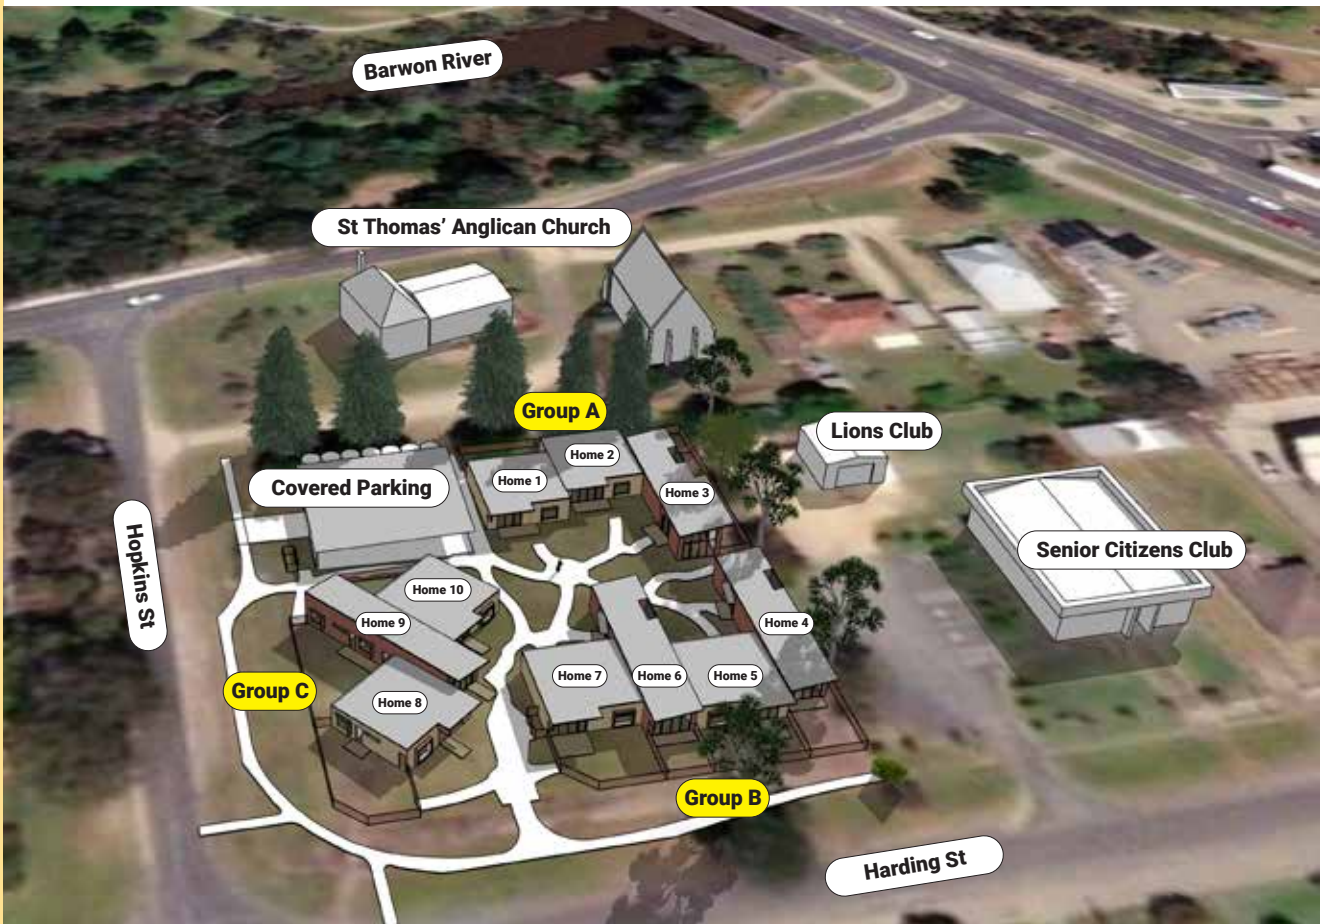 Barwon River
St Thomas’ Anglican Church
Group A
Lions Club
Home 2
Home 1
Covered Parking
Home 3
Hopkins St
Senior Citizens Club
Home 10
Home 9
Home 4
Home 7
Home 6
Home 5
Group C
Home 8
Group B
Harding St